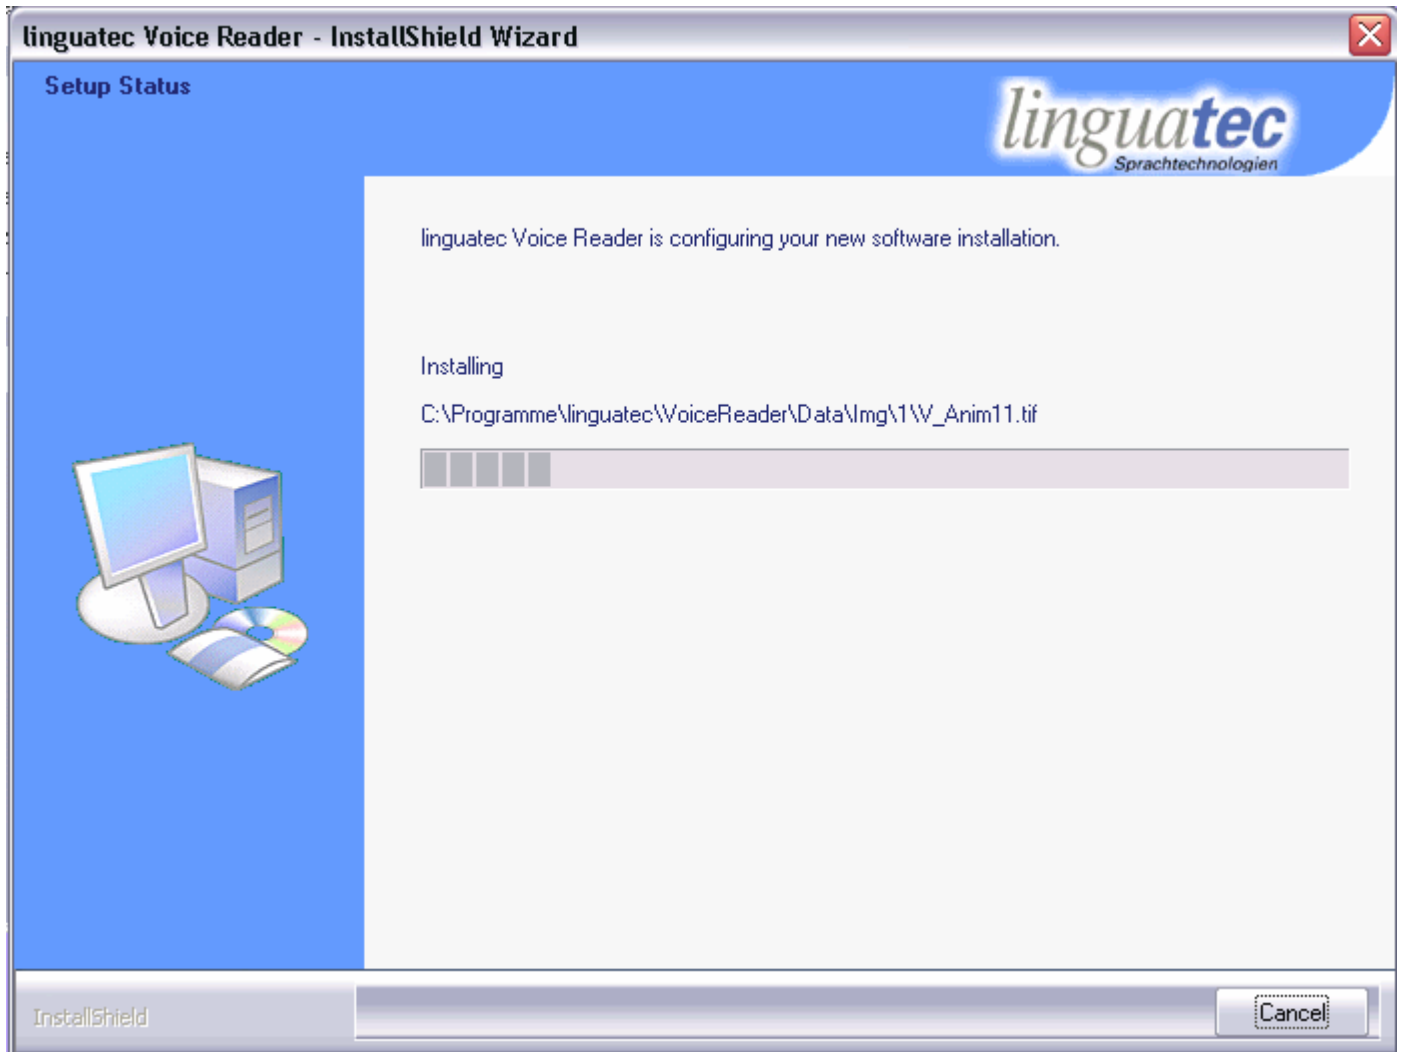 linguatec Voice Reader - InstallShield Wizard
Setup Status
linguatec
Sprachtechnologien
linguatec Voice Reader is configuring your new software installation.
Installing
C:\Programme\linguatec\VoiceReader\Data\Img\1\V_Anim11.tif
InstallShield
Cancel